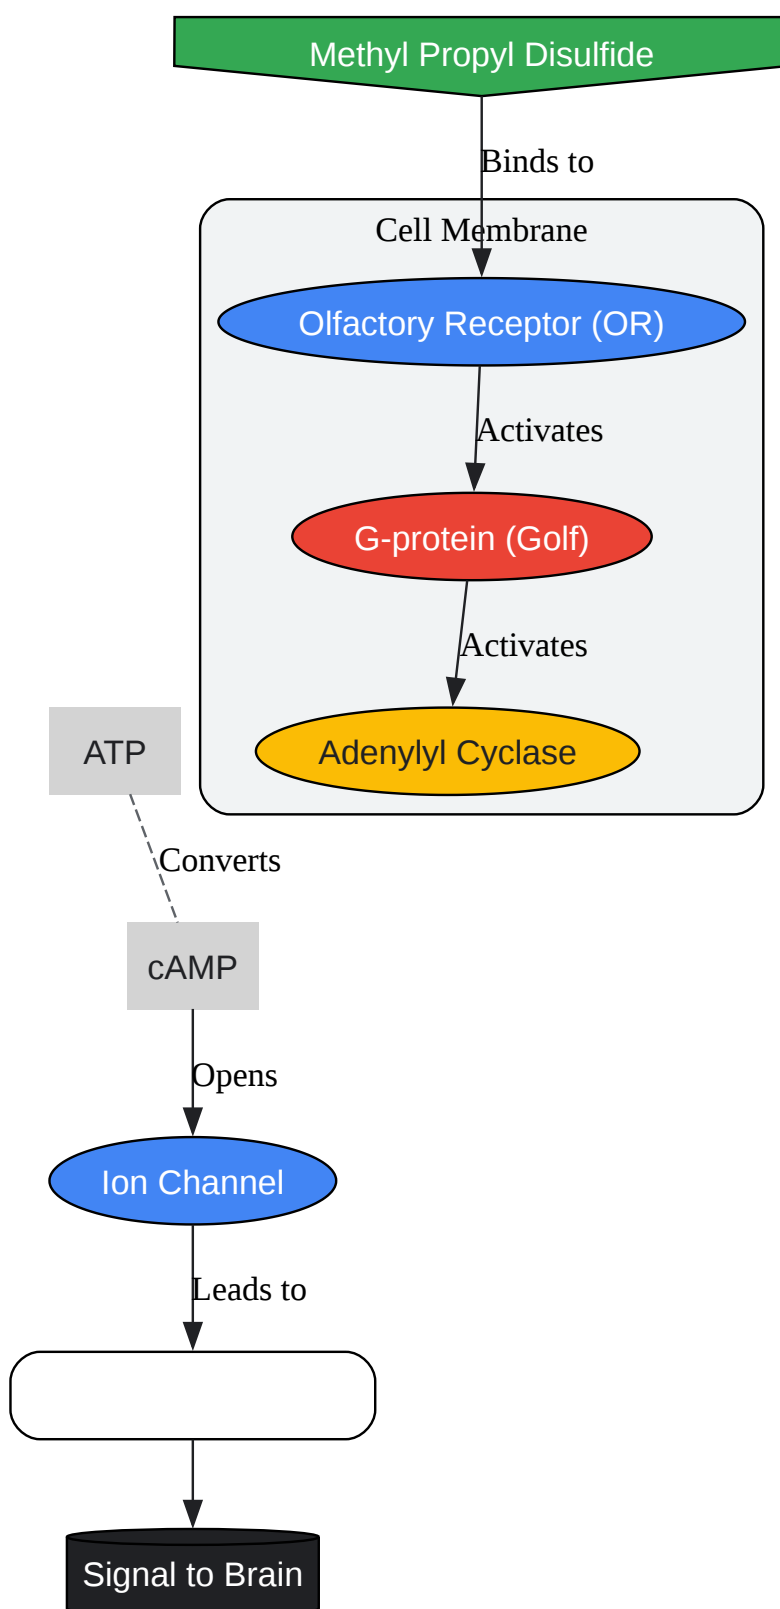 Methyl Propyl Disulfide
Binds to
Cell Membrane
Olfactory Receptor (OR)
Activates
G-protein (Golf)
Activates
Adenylyl Cyclase
ATP
Converts
cAMP
Opens
Ion Channel
Leads to
Signal to Brain